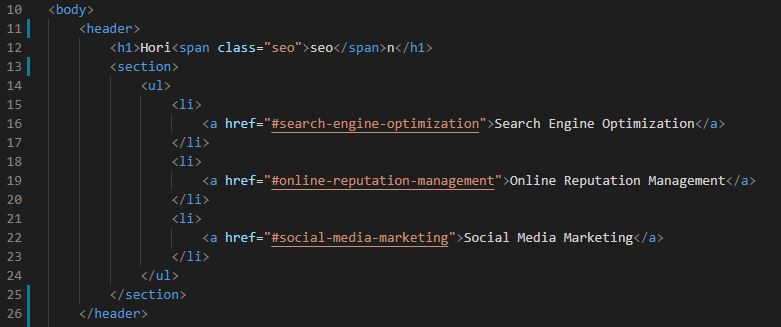 10 <body>
11     <header>
12         <h1>Hori<span class="seo">seo</span>n</h1>
13         <section>
14             <ul>
15                 <li>
16                     <a href="#search-engine-optimization">Search Engine Optimization</a>
17                 </li>
18                 <li>
19                     <a href="#online-reputation-management">Online Reputation Management</a>
20                 </li>
21                 <li>
22                     <a href="#social-media-marketing">Social Media Marketing</a>
23                 </li>
24             </ul>
25         </section>
26     </header>